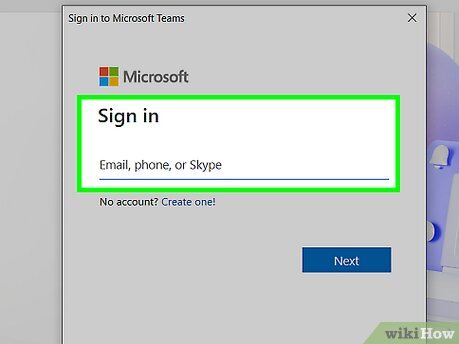 Sign in to Microsoft Teams
Microsoft
Sign in
Email, phone, or Skype
No account? Create one!
Next
wikiHow